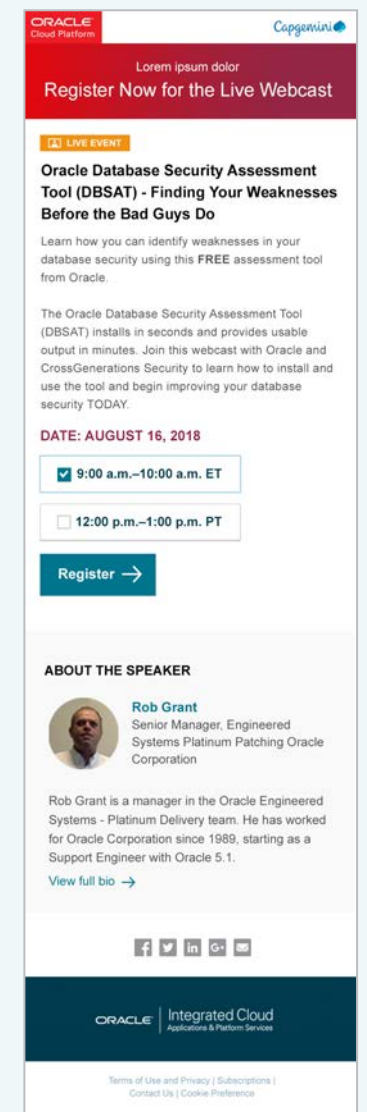 ORACLE
Cloud Platform
Capgemini
Lorem ipsum dolor
Register Now for the Live Webcast
LIVE EVENT
Oracle Database Security Assessment
Tool (DBSAT) - Finding Your Weaknesses
Before the Bad Guys Do
Learn how you can identify weaknesses in your
database security using this FREE assessment tool
from Oracle.
The Oracle Database Security Assessment Tool
(DBSAT) installs in seconds and provides usable
output in minutes. Join this webcast with Oracle and
CrossGenerations Security to learn how to install and
use the tool and begin improving your database
security TODAY.
DATE: AUGUST 16, 2018
9:00 a.m.–10:00 a.m. ET
12:00 p.m.–1:00 p.m. PT
Register →
ABOUT THE SPEAKER
Rob Grant
Senior Manager, Engineered
Systems Platinum Patching Oracle
Corporation
Rob Grant is a manager in the Oracle Engineered
Systems - Platinum Delivery team. He has worked
for Oracle Corporation since 1989, starting as a
Support Engineer with Oracle 5.1.
View full bio →
f in G+
ORACLE | Integrated Cloud
Applications & Platform Services
Terms of Use and Privacy | Subscriptions |
Contact Us | Cookie Preference